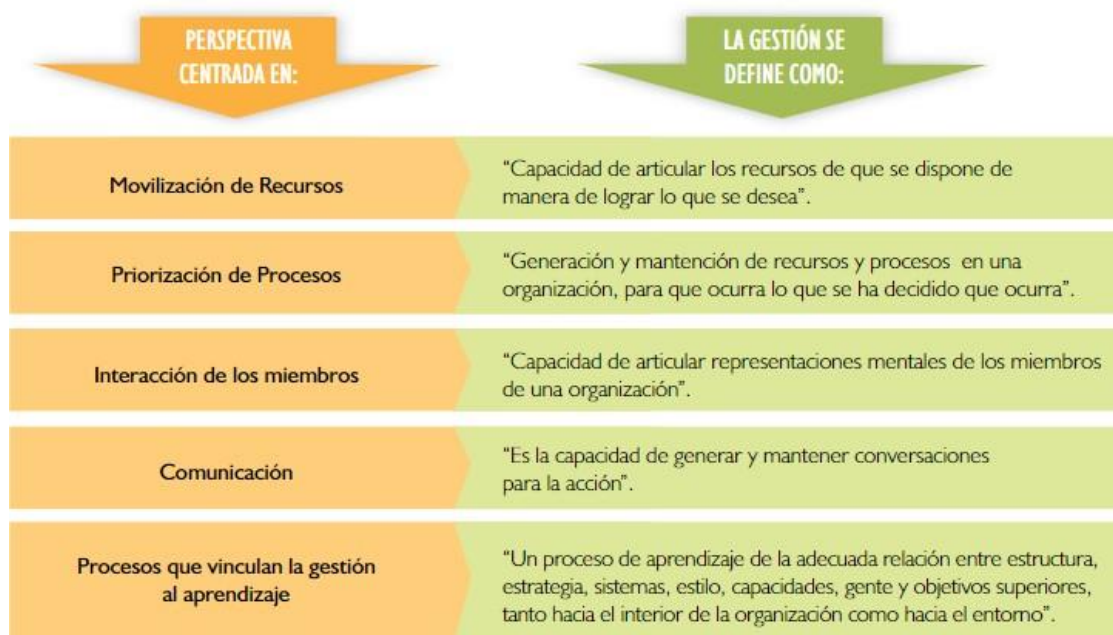 PERSPECTIVA
CENTRADA EN:
LA GESTIÓN SE
DEFINE COMO:
Movilización de Recursos
"Capacidad de articular los recursos de que se dispone de
manera de lograr lo que se desea".
Priorización de Procesos
"Generación y mantención de recursos y procesos en una
organización, para que ocurra lo que se ha decidido que ocurra".
Interacción de los miembros
"Capacidad de articular representaciones mentales de los miembros
de una organización".
Comunicación
"Es la capacidad de generar y mantener conversaciones
para la acción".
Procesos que vinculan la gestión
al aprendizaje
"Un proceso de aprendizaje de la adecuada relación entre estructura,
estrategia, sistemas, estilo, capacidades, gente y objetivos superiores,
tanto hacia el interior de la organización como hacia el entorno".